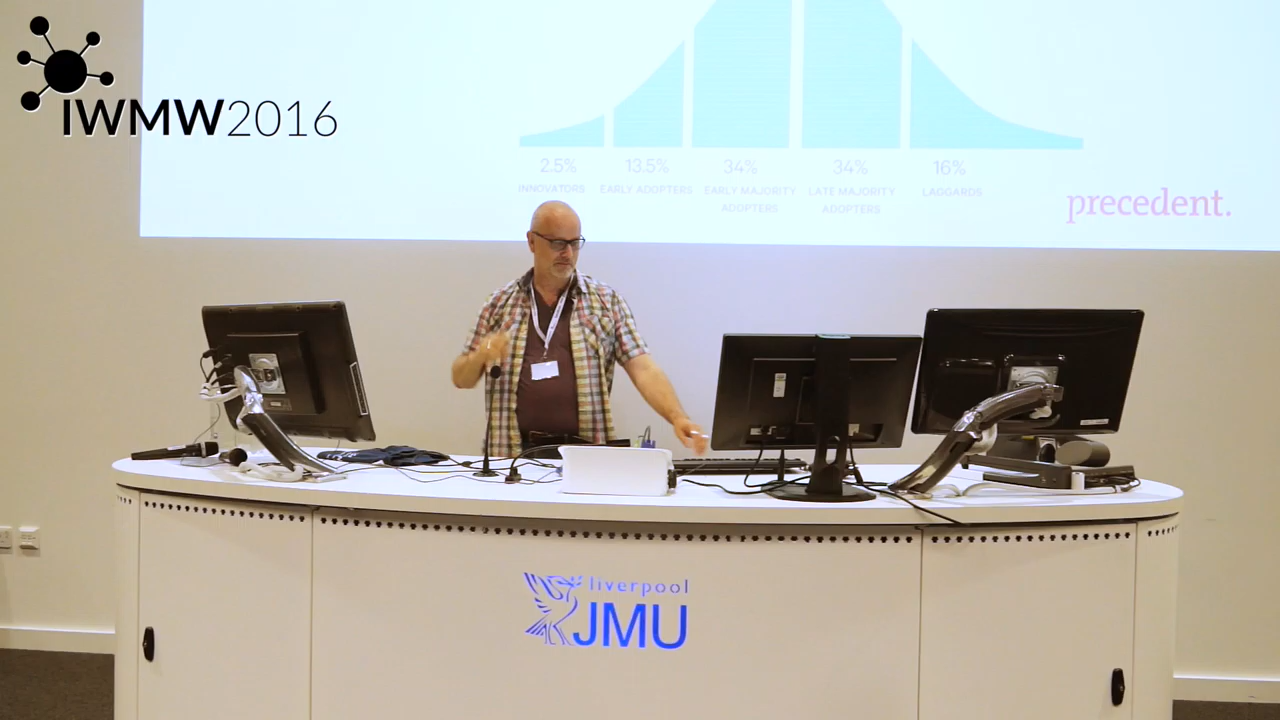 IWMW2016
2.5%
13.5%
34%
34%
16%
INNOVATORS
EARLY ADOPTERS
EARLY MAJORITY
ADOPTERS
LATE MAJORITY
ADOPTERS
LAGGARDS
precedent.
liverpool
JMU